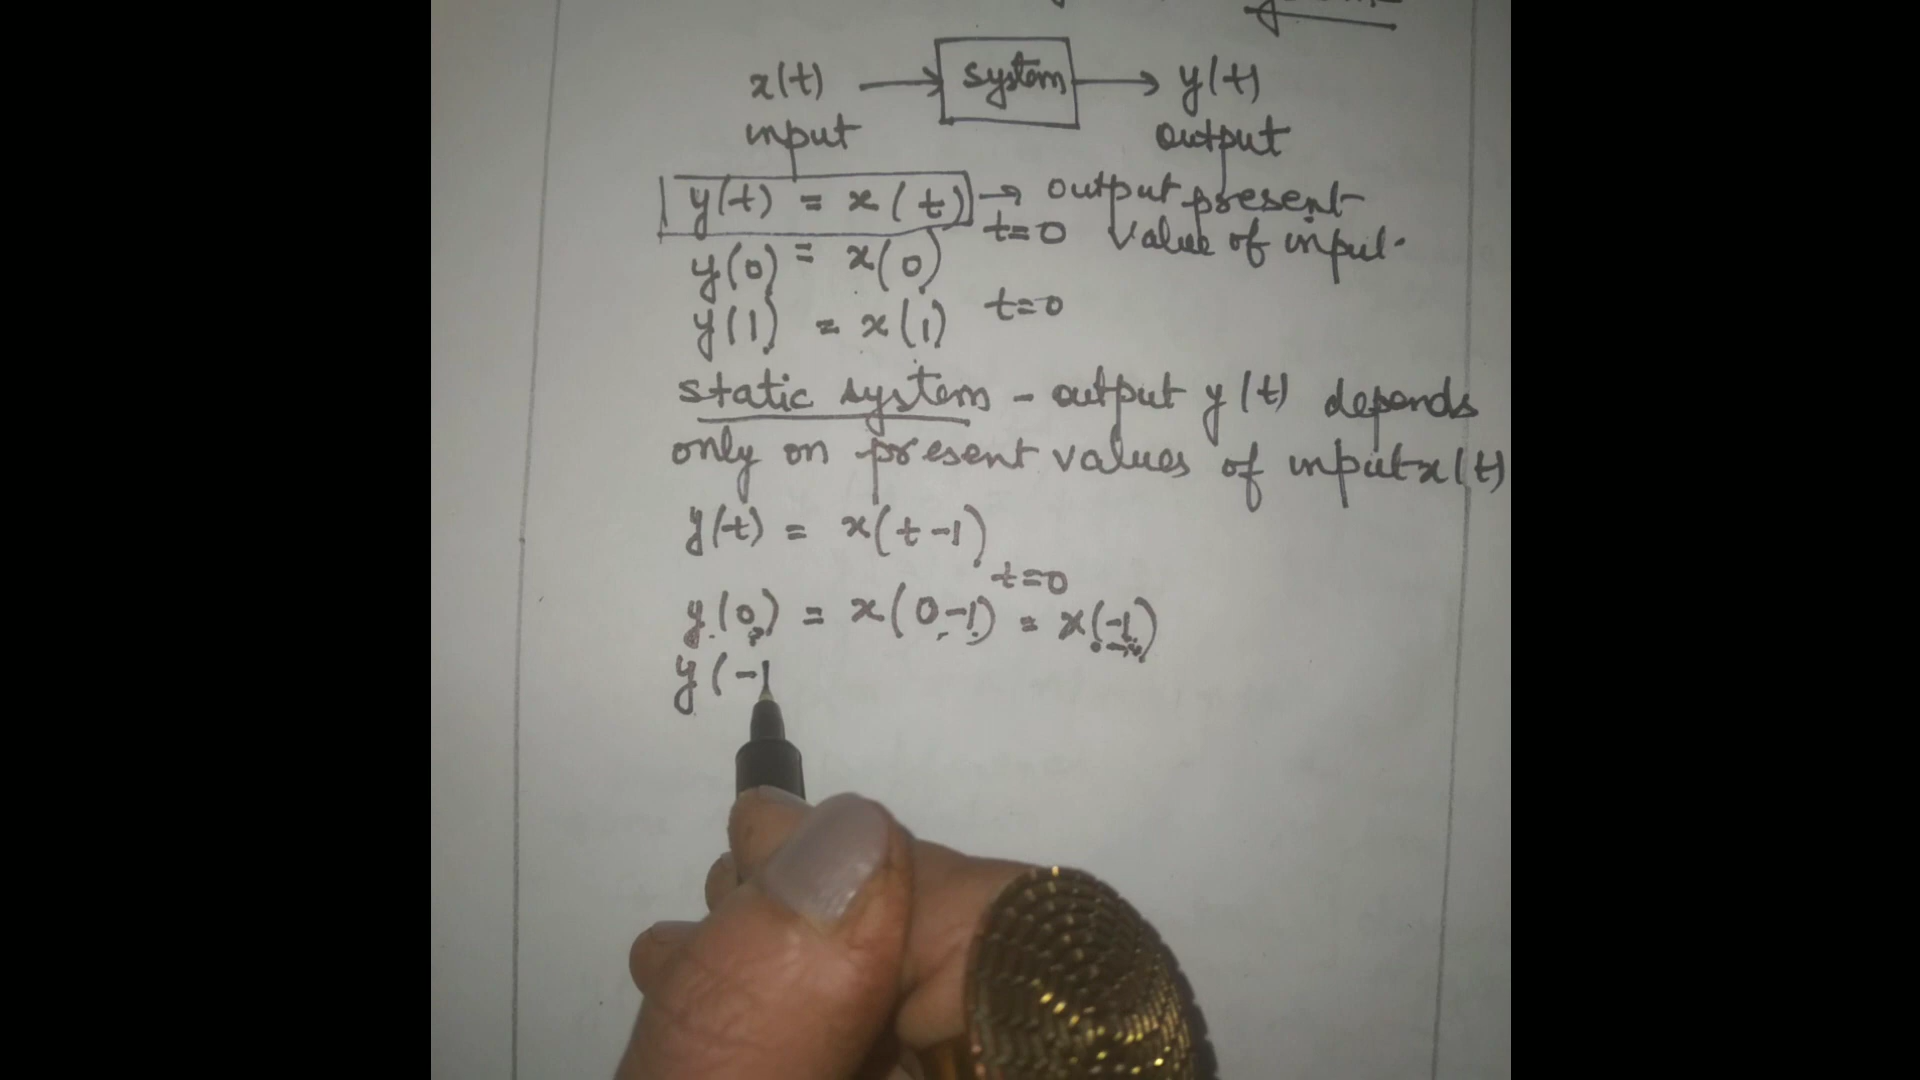 x(t) → system → y(t)
input output
y(t) = x(t) → output present
t=0 value of input.
y(0) = x(0)
y(1) = x(1) t=0
static system - output y(t) depends
only on present values of input x(t)
y(t) = x(t-1)
t=0
y(0) = x(0-1) = x(-1)
y(-1